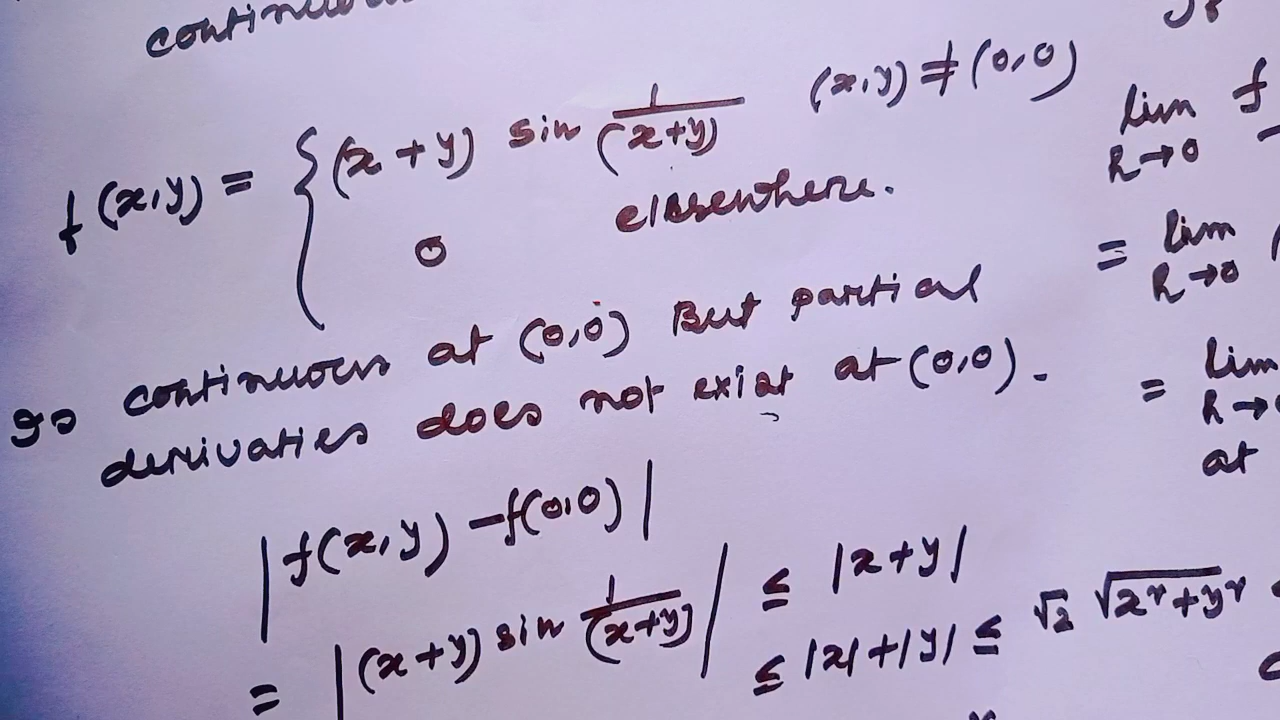 f(x,y) = { (x+y) sin 1/(x+y) (x,y) ≠ (0,0)
0 elsewhere.
is continuous at (0,0) But partial
derivaties does not exist at (0,0).
|f(x,y) - f(0,0)|
= |(x+y) sin 1/(x+y)| ≤ |x+y|
≤ |x|+|y| ≤ √2 √x²+y²
lim f
h→0
= lim
h→0
= lim
at